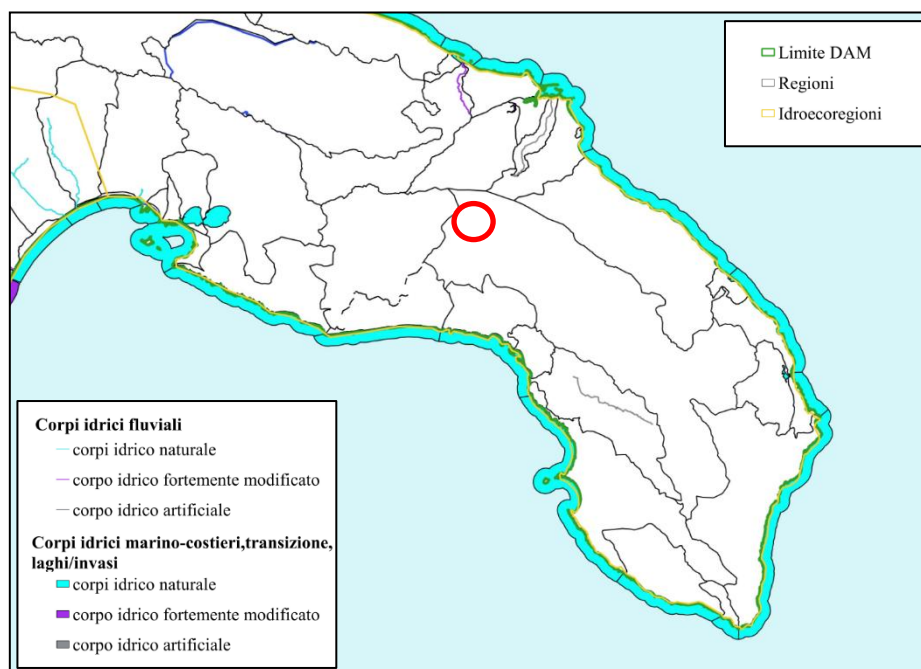 Limite DAM
Regioni
Idroecoregioni
Corpi idrici fluviali
corpi idrico naturale
corpo idrico fortemente modificato
corpo idrico artificiale
Corpi idrici marino-costieri,transizione,
laghi/invasi
corpi idrico naturale
corpo idrico fortemente modificato
corpo idrico artificiale